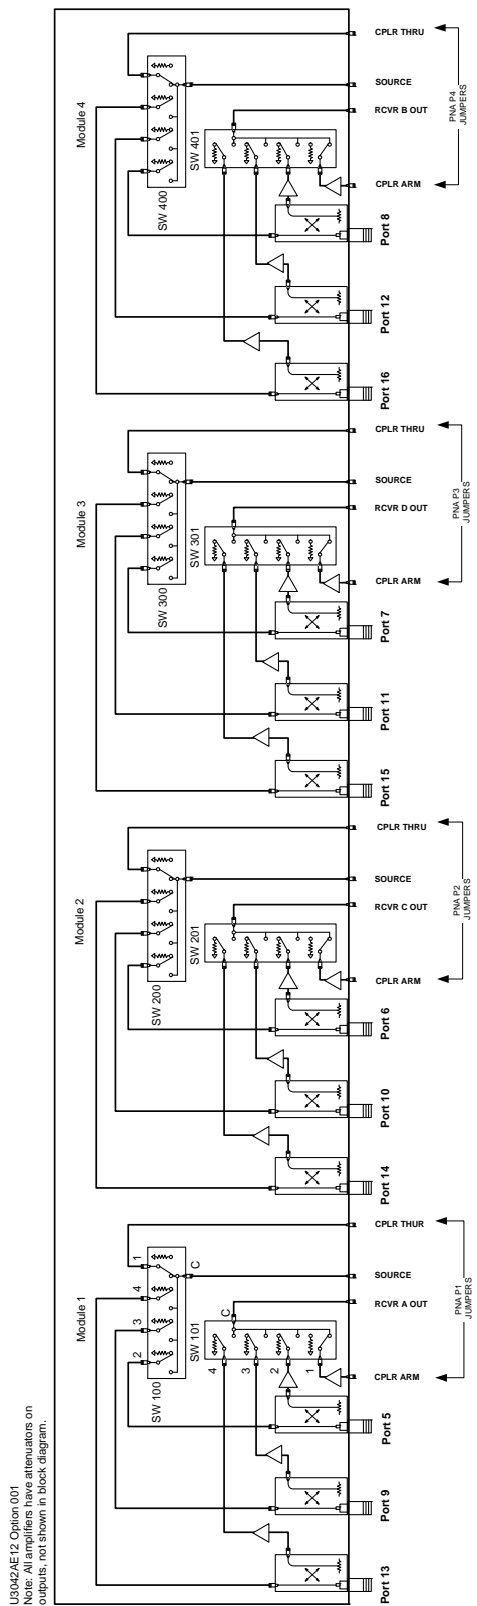 U3042AE12 Option 001
Note: All amplifiers have attenuators on
outputs, not shown in block diagram.
Module 1
SW 100
2
3
4
1
C
SW 101
4
3
2
1
C
Port 13
Port 9
Port 5
CPLR ARM
RCVR A OUT
SOURCE
CPLR THUR
PNA P1
JUMPERS
Module 2
SW 200
SW 201
Port 14
Port 10
Port 6
CPLR ARM
RCVR C OUT
SOURCE
CPLR THRU
PNA P2
JUMPERS
Module 3
SW 300
SW 301
Port 15
Port 11
Port 7
CPLR ARM
RCVR D OUT
SOURCE
CPLR THRU
PNA P3
JUMPERS
Module 4
SW 400
SW 401
Port 16
Port 12
Port 8
CPLR ARM
RCVR B OUT
SOURCE
CPLR THRU
PNA P4
JUMPERS